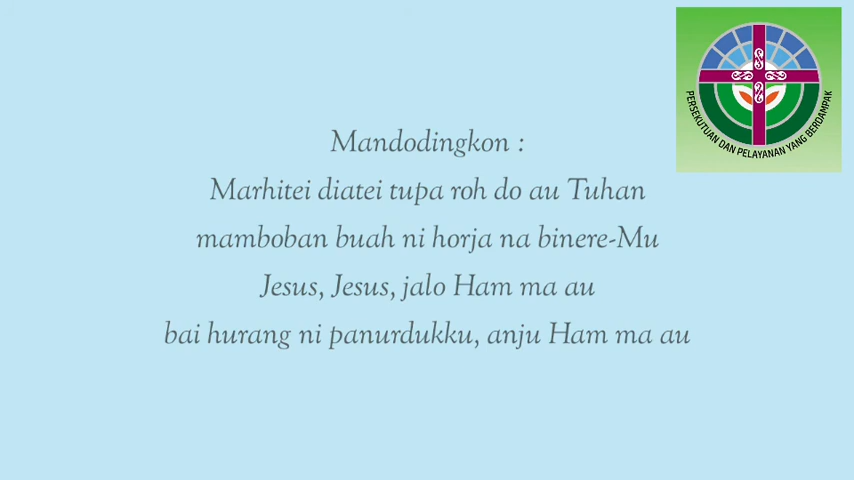 Mandodingkon :
Marhitei diatei tupa roh do au Tuhan
mamboban buah ni horja na binere-Mu
Jesus, Jesus, jalo Ham ma au
bai hurang ni panurdukku, anju Ham ma au
PERSEKUTUAN DAN PELAYANAN YANG BERDAMPAK